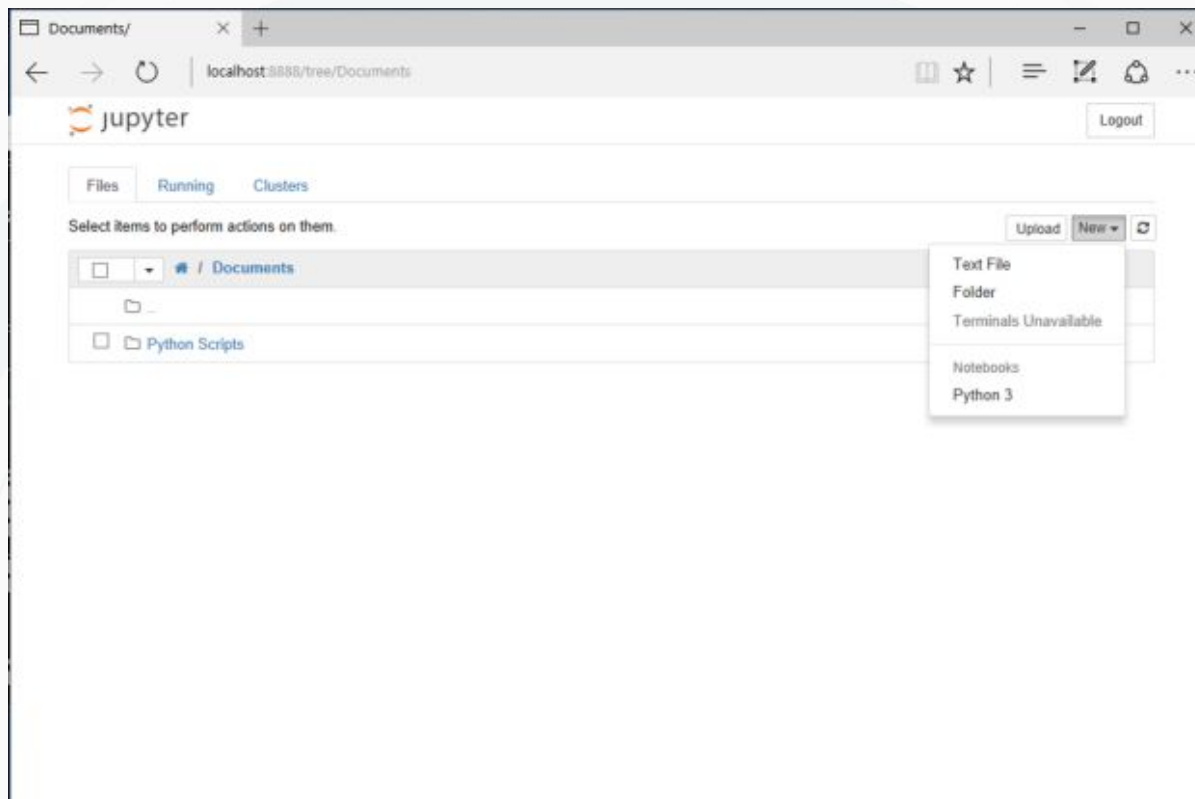 Documents/
localhost:8888/tree/Documents
jupyter
Logout
Files Running Clusters
Select items to perform actions on them.
Upload New
/ Documents
Text File
..
Folder
Terminals Unavailable
Python Scripts
Notebooks
Python 3